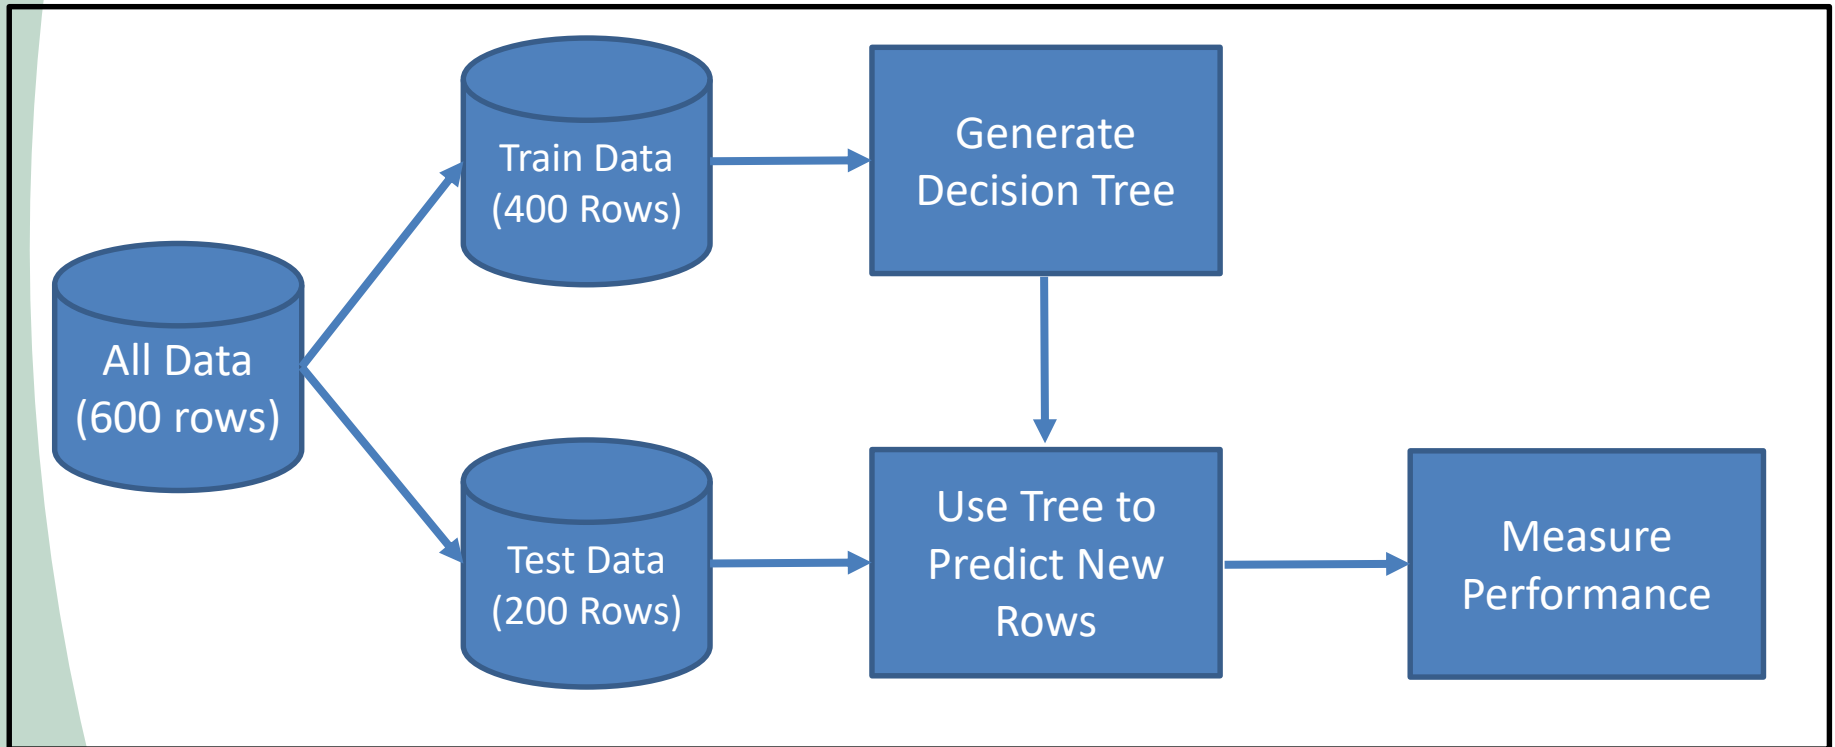 All Data
(600 rows)
Train Data
(400 Rows)
Generate
Decision Tree
Test Data
(200 Rows)
Use Tree to
Predict New
Rows
Measure
Performance